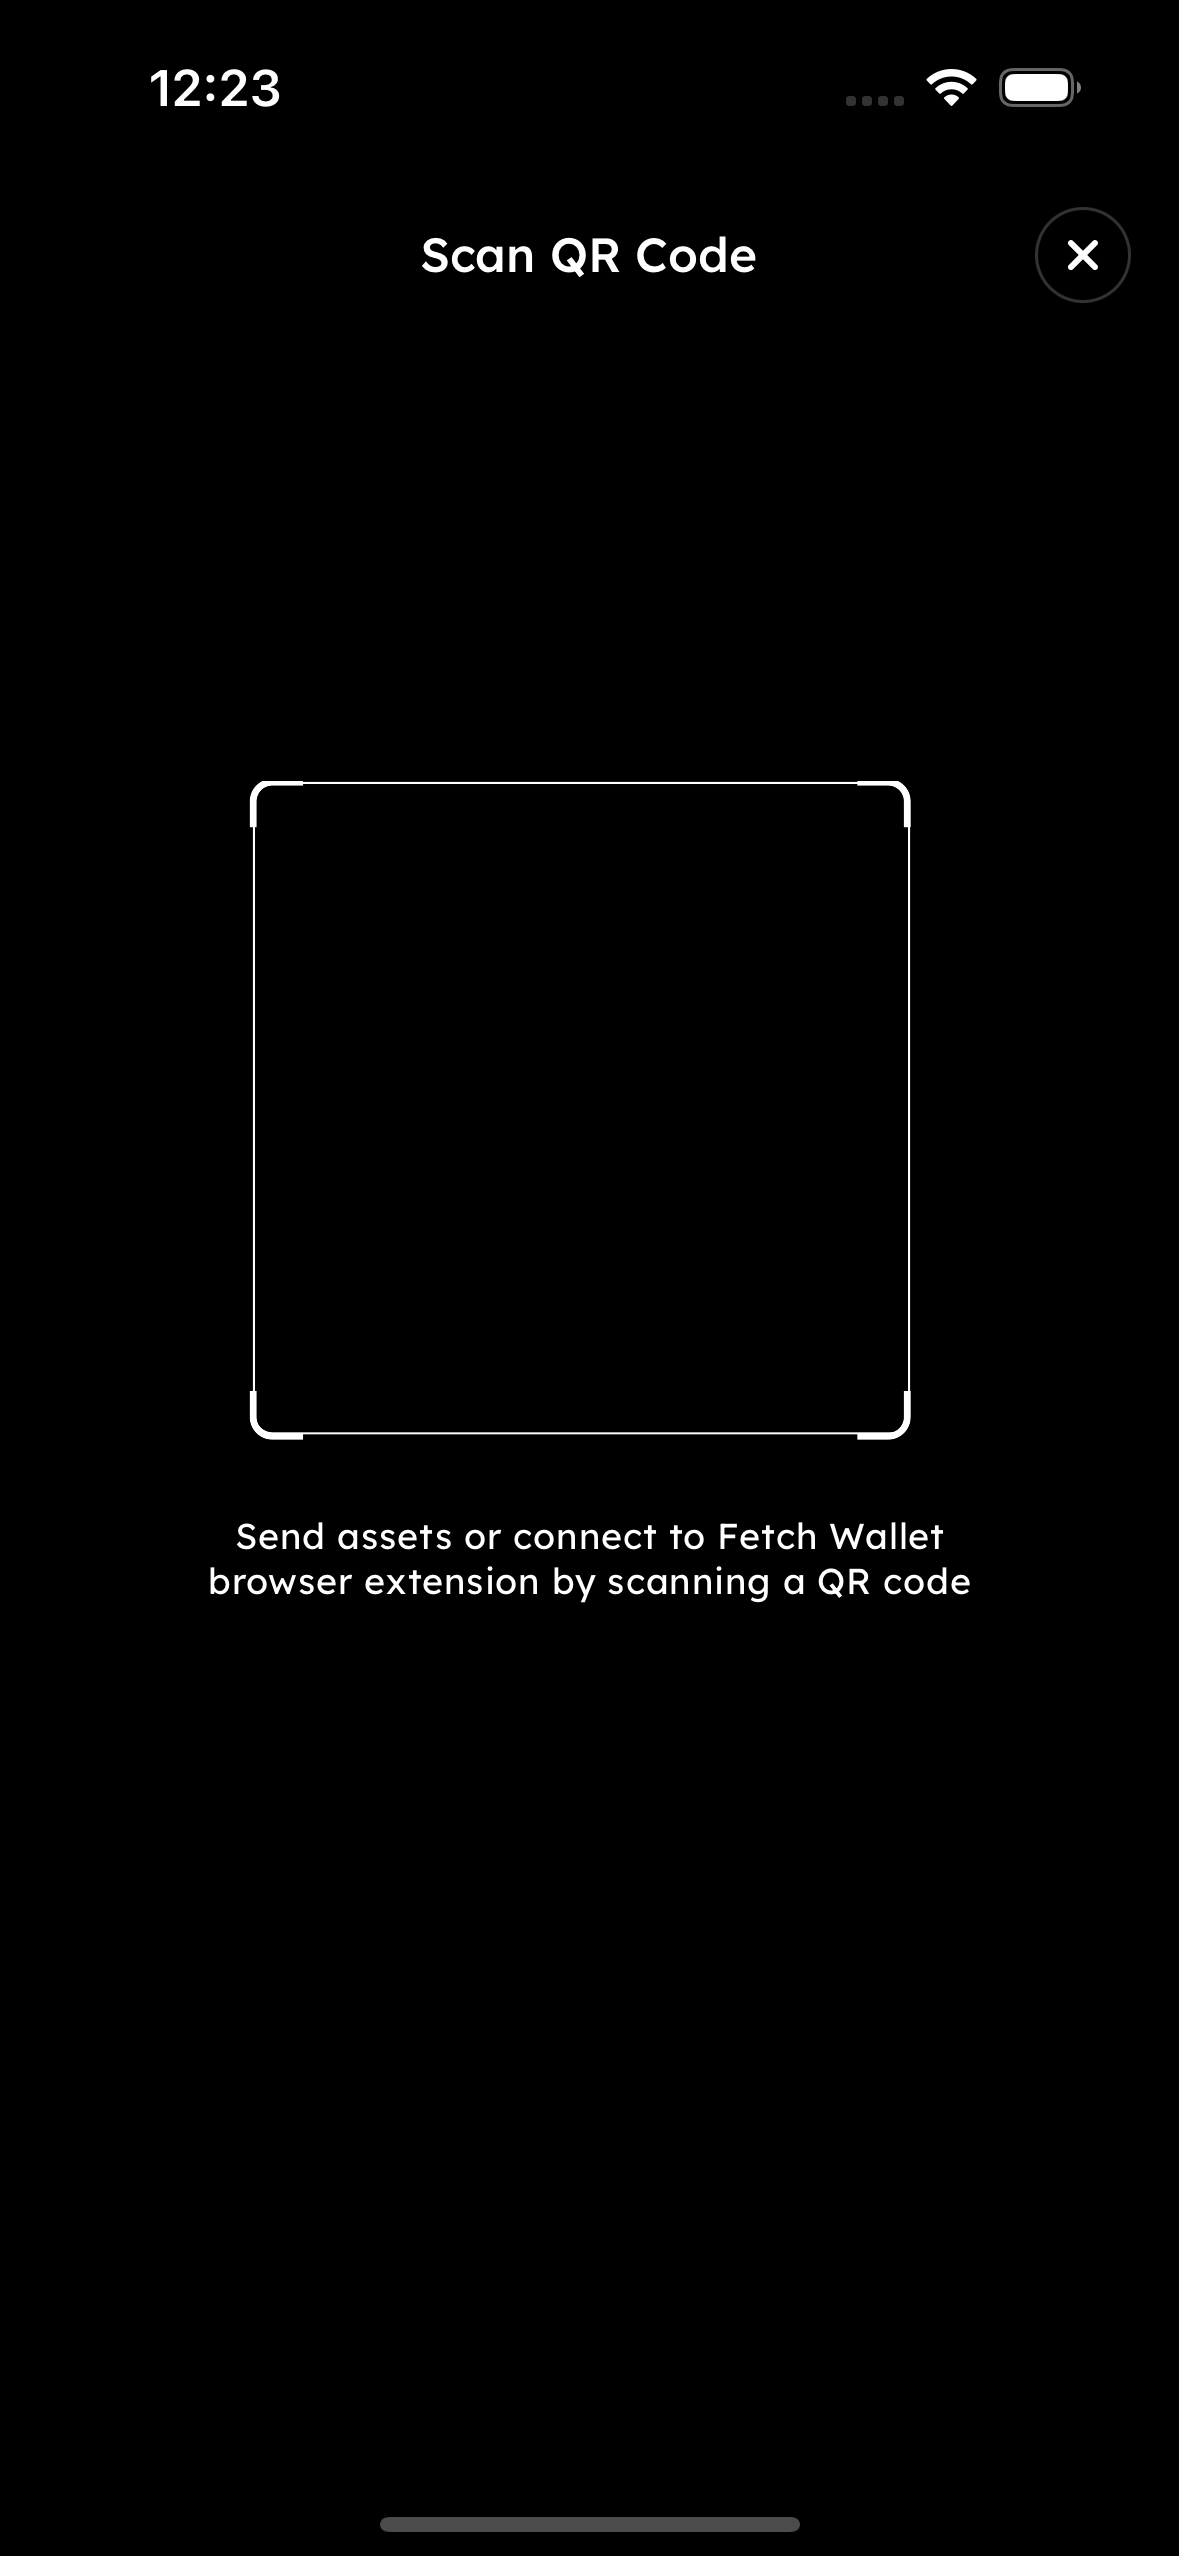 12:23
Scan QR Code
Send assets or connect to Fetch Wallet
browser extension by scanning a QR code